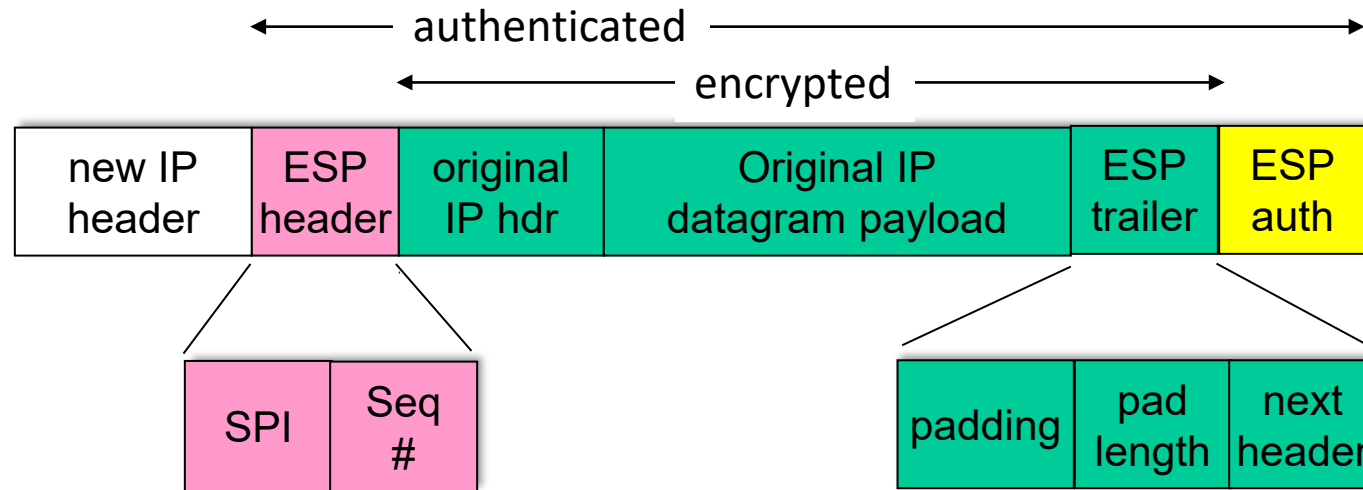 authenticated
encrypted
new IP
header
ESP
header
original
IP hdr
Original IP
datagram payload
ESP
trailer
ESP
auth
SPI
Seq
#
padding
pad
length
next
header